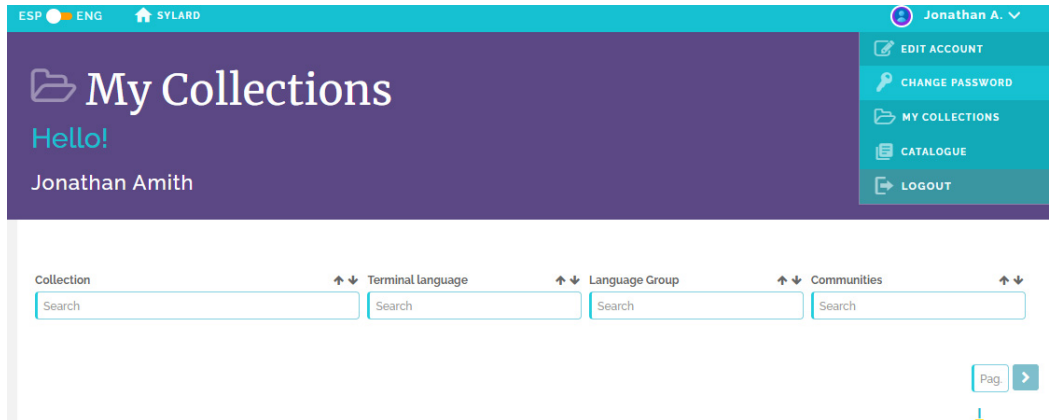 ESP ENG SYLARD Jonathan A.
EDIT ACCOUNT
CHANGE PASSWORD
MY COLLECTIONS
CATALOGUE
LOGOUT
My Collections
Hello!
Jonathan Amith
Collection Terminal language Language Group Communities
Search Search Search Search
Pag.